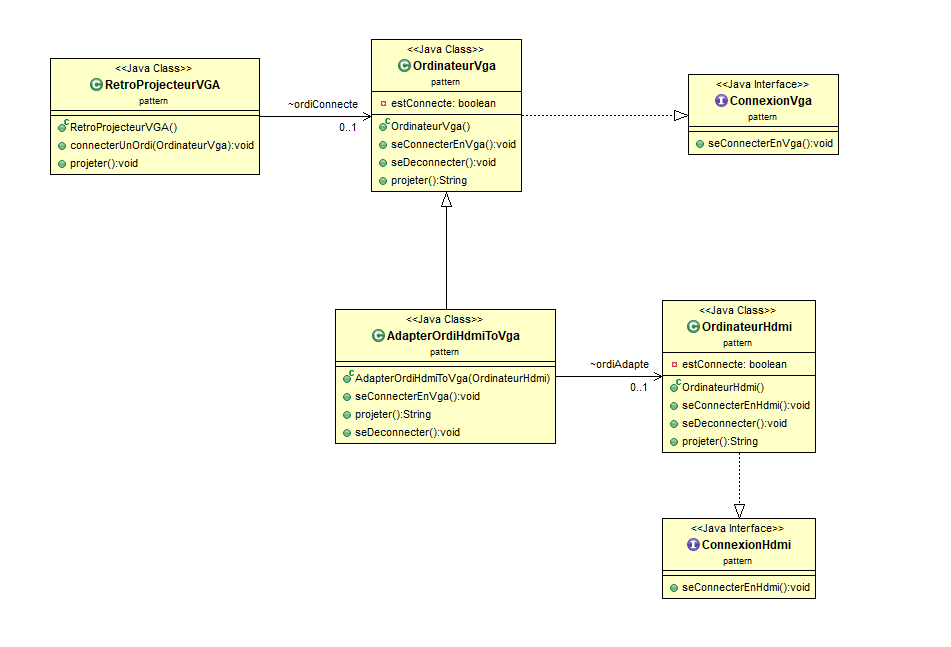 <<Java Class>>
RetroProjecteurVGA
pattern
RetroProjecteurVGA()
connecterUnOrdi(OrdinateurVga):void
projeter():void
~ordiConnecte
0..1
<<Java Class>>
OrdinateurVga
pattern
estConnecte: boolean
OrdinateurVga()
seConnecterEnVga():void
seDeconnecter():void
projeter():String
<<Java Interface>>
ConnexionVga
pattern
seConnecterEnVga():void
<<Java Class>>
AdapterOrdiHdmiToVga
pattern
AdapterOrdiHdmiToVga(OrdinateurHdmi)
seConnecterEnVga():void
projeter():String
seDeconnecter():void
~ordiAdapte
0..1
<<Java Class>>
OrdinateurHdmi
pattern
estConnecte: boolean
OrdinateurHdmi()
seConnecterEnHdmi():void
seDeconnecter():void
projeter():String
<<Java Interface>>
ConnexionHdmi
pattern
seConnecterEnHdmi():void